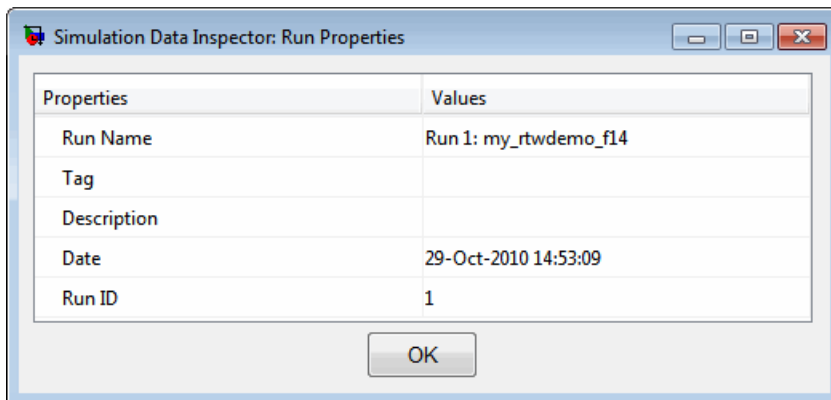 Simulation Data Inspector: Run Properties
Properties Values
Run Name Run 1: my_rtwdemo_f14
Tag
Description
Date 29-Oct-2010 14:53:09
Run ID 1
OK